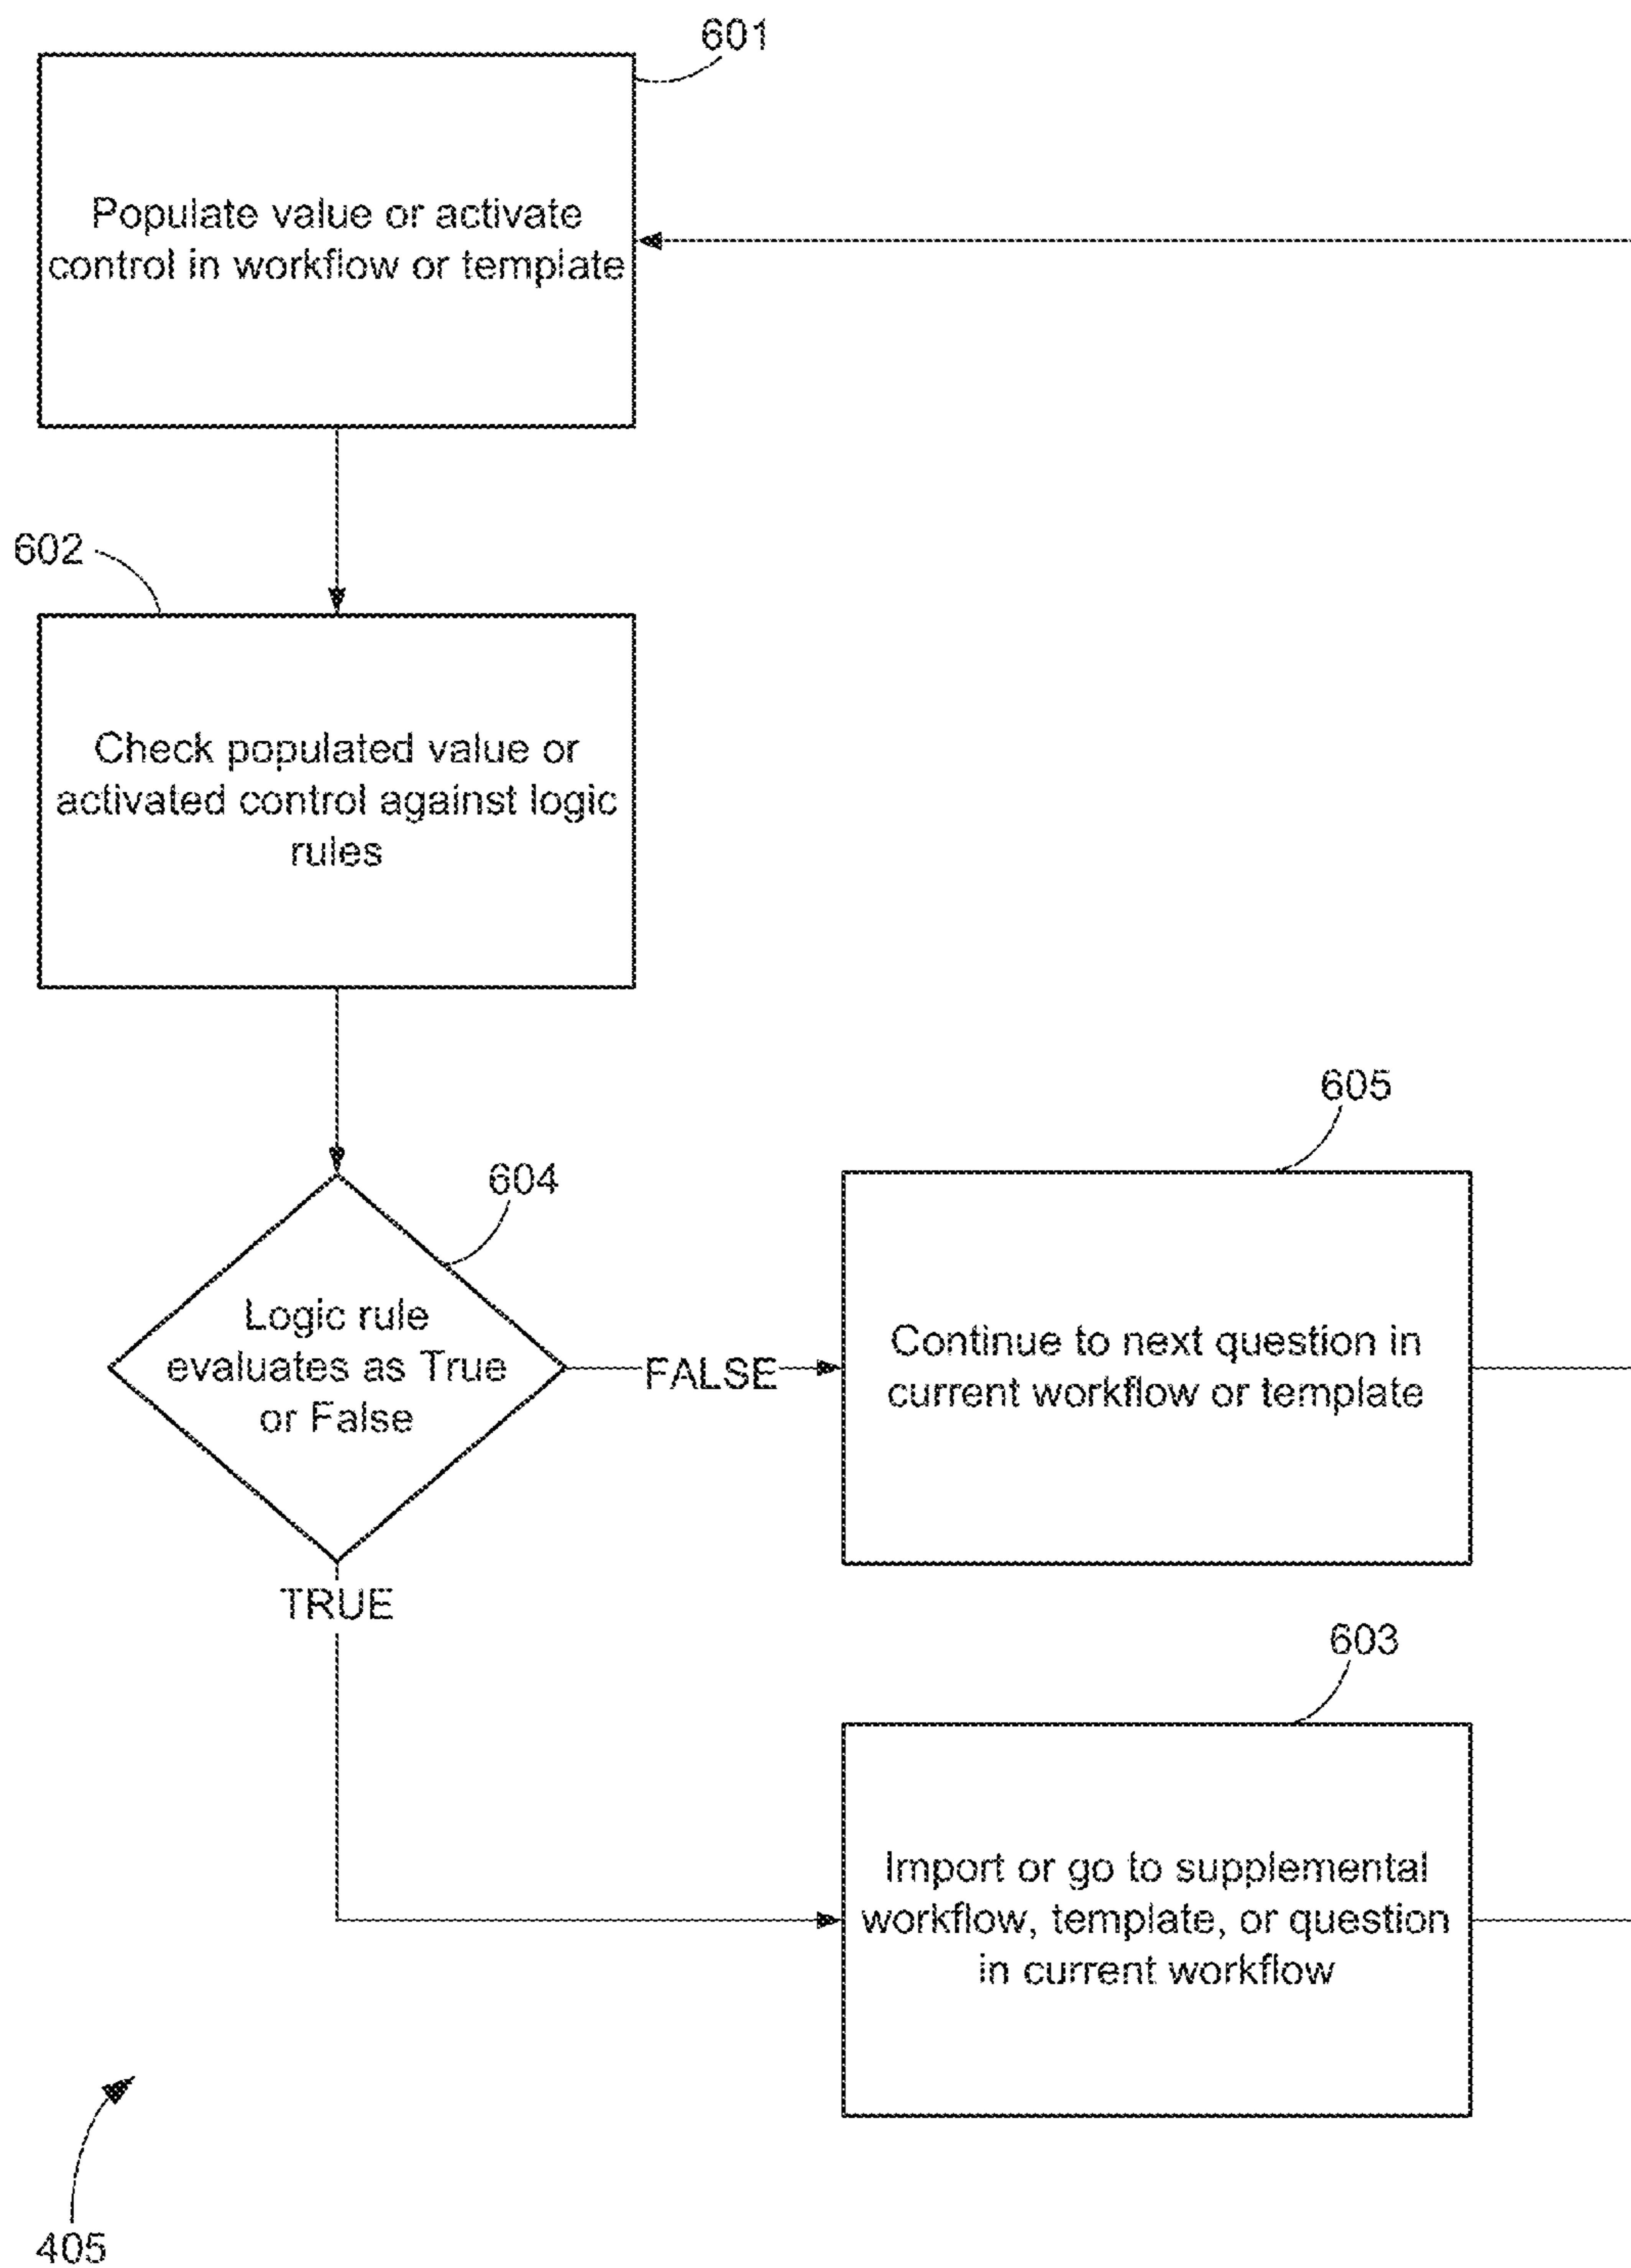 601
Populate value or activate
control in workflow or template
602
Check populated value or
activated control against logic
rules
605
604
Logic rule
evaluates as True
or False
FALSE
Continue to next question in
current workflow or template
TRUE
603
Import or go to supplemental
workflow, template, or question
in current workflow
405